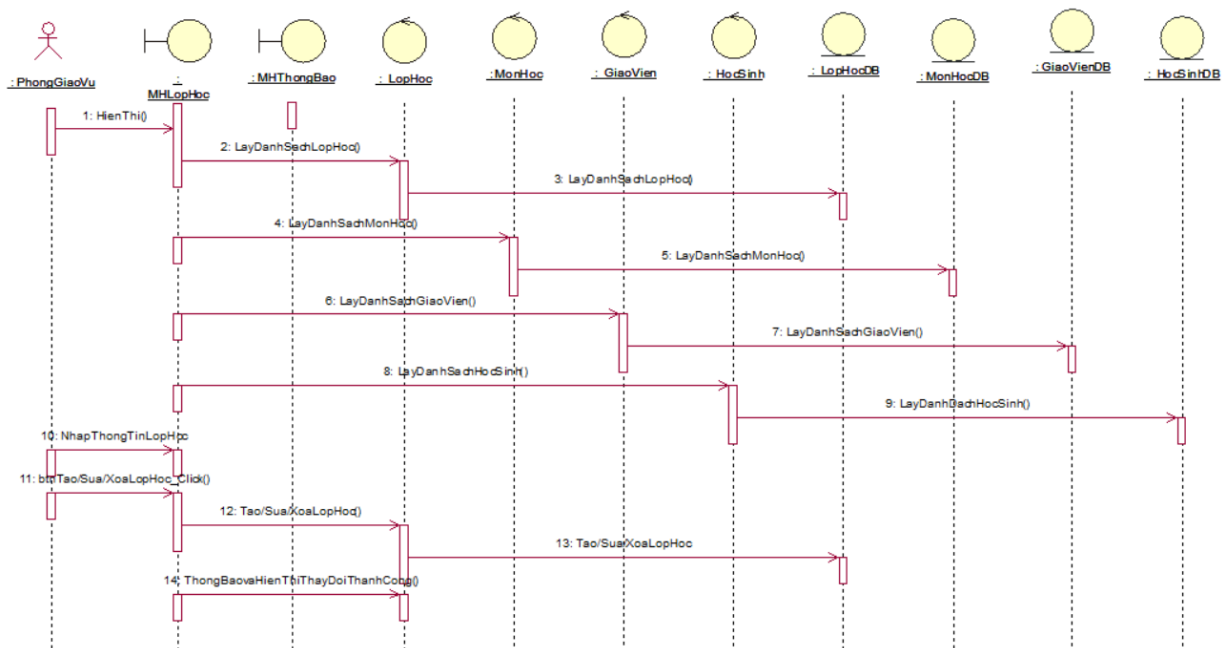 : PhongGiaoVu
:
MHLopHoc
: MHThongBao
: LopHoc
: MonHoc
: GiaoVien
: HocSinh
: LopHocDB
: MonHocDB
: GiaoVienDB
: HocSinhDB
1: HienThi()
2: LayDanhSachLopHoc()
3: LayDanhSachLopHoc()
4: LayDanhSachMonHoc()
5: LayDanhSachMonHoc()
6: LayDanhSachGiaoVien()
7: LayDanhSachGiaoVien()
8: LayDanhSachHocSinh()
9: LayDanhDachHocSinh()
10: NhapThongTinLopHoc
11: btnTao/Sua/XoaLopHoc_Click()
12: Tao/Sua/XoaLopHoc()
13: Tao/Sua/XoaLopHoc
14: ThongBaovaHienThiThayDoiThanhCong()